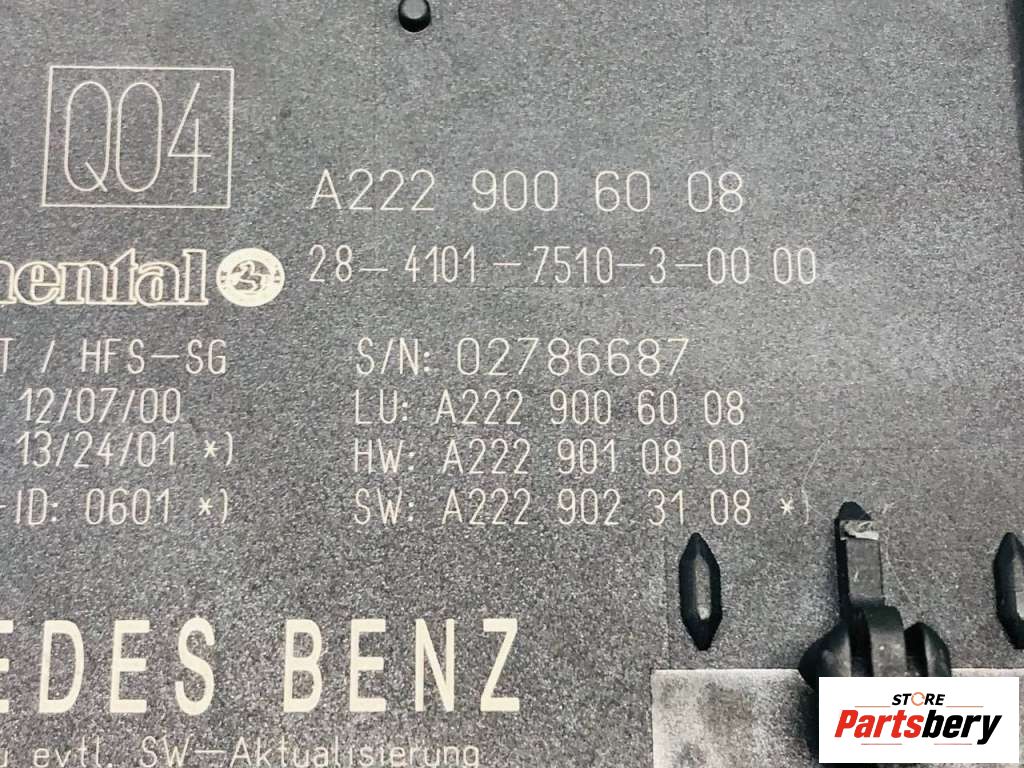 Q04
A222 900 60 08
nental
28-4101-7510-3-00 00
T / HFS-SG
S/N: 02786687
12/07/00
LU: A222 900 60 08
13/24/01 *)
HW: A222 901 08 00
-ID: 0601 *)
SW: A222 902 31 08 *)
EDES BENZ
u evtl. SW-Aktualisierung
STORE
Partsbery